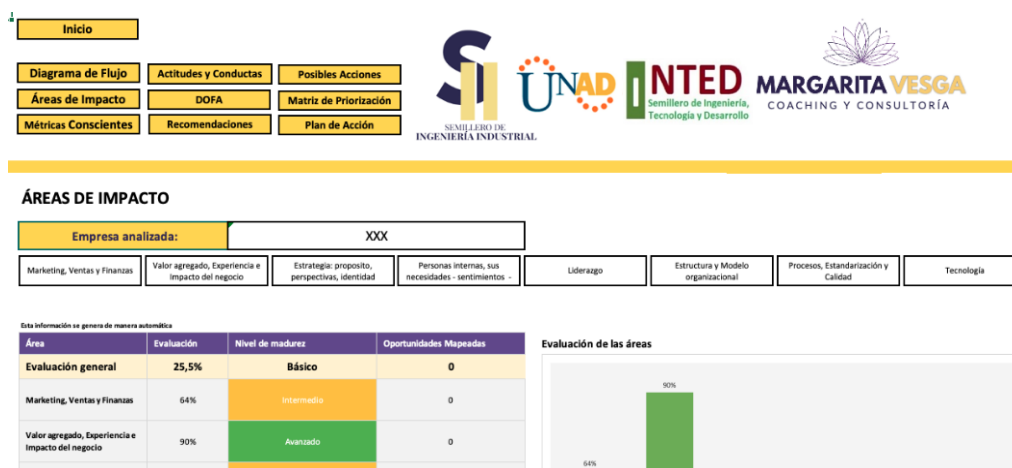 Inicio
Diagrama de Flujo
Actitudes y Conductas
Posibles Acciones
Áreas de Impacto
DOFA
Matriz de Priorización
Métricas Conscientes
Recomendaciones
Plan de Acción
SII
SEMILLERO DE
INGENIERÍA INDUSTRIAL
UNAD
INTED
Semillero de Ingeniería,
Tecnología y Desarrollo
MARGARITA VESGA
COACHING Y CONSULTORÍA
ÁREAS DE IMPACTO
Empresa analizada:
XXX
Marketing, Ventas y Finanzas
Valor agregado, Experiencia e
Impacto del negocio
Estrategia: proposito,
perspectivas, identidad
Personas internas, sus
necesidades - sentimientos -
Liderazgo
Estructura y Modelo
organizacional
Procesos, Estandarización y
Calidad
Tecnología
Esta información se genera de manera automática
Área
Evaluación
Nivel de madurez
Oportunidades Mapeadas
Evaluación general
25,5%
Básico
0
Marketing, Ventas y Finanzas
64%
Intermedio
0
Valor agregado, Experiencia e
Impacto del negocio
90%
Avanzado
0
Evaluación de las áreas
90%
64%